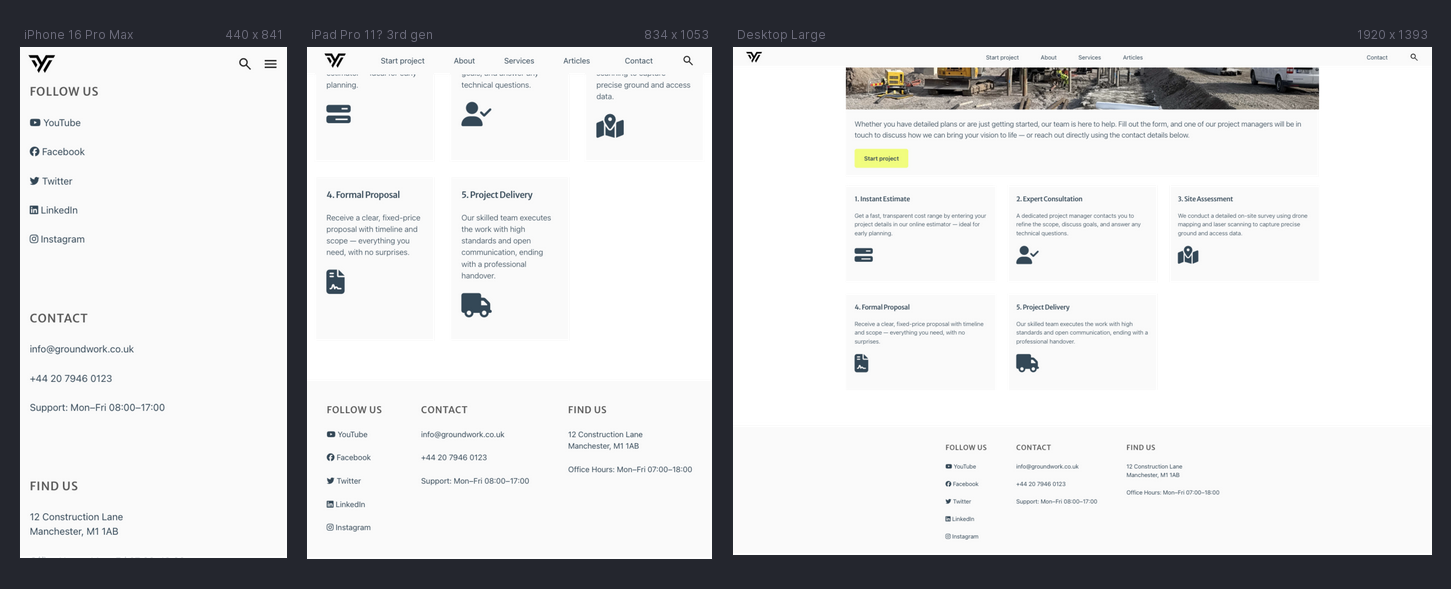 iPhone 16 Pro Max
440 x 841
FOLLOW US
YouTube
Facebook
Twitter
LinkedIn
Instagram
CONTACT
info@groundwork.co.uk
+44 20 7946 0123
Support: Mon–Fri 08:00–17:00
FIND US
12 Construction Lane
Manchester, M1 1AB
iPad Pro 11? 3rd gen
834 x 1053
Start project
About
Services
Articles
Contact
planning.
technical questions.
precise ground and access
data.
4. Formal Proposal
Receive a clear, fixed-price
proposal with timeline and
scope — everything you
need, with no surprises.
5. Project Delivery
Our skilled team executes
the work with high
standards and open
communication, ending
with a professional
handover.
FOLLOW US
YouTube
Facebook
Twitter
LinkedIn
Instagram
CONTACT
info@groundwork.co.uk
+44 20 7946 0123
Support: Mon–Fri 08:00–17:00
FIND US
12 Construction Lane
Manchester, M1 1AB
Office Hours: Mon–Fri 07:00–18:00
Desktop Large
1920 x 1393
Start project
About
Services
Articles
Contact
Whether you have detailed plans or are just getting started, our team is here to help. Fill out the form, and one of our project managers will be in
touch to discuss how we can bring your vision to life — or reach out directly using the contact details below.
Start project
1. Instant Estimate
Get a fast, transparent cost range by entering your
project details in our online estimator — ideal for
early planning.
2. Expert Consultation
A dedicated project manager contacts you to
refine the scope, discuss goals, and answer any
technical questions.
3. Site Assessment
We conduct a detailed on-site survey using drone
mapping and laser scanning to capture precise
ground and access data.
4. Formal Proposal
Receive a clear, fixed-price proposal with timeline
and scope — everything you need, with no
surprises.
5. Project Delivery
Our skilled team executes the work with high
standards and open communication, ending with a
professional handover.
FOLLOW US
YouTube
Facebook
Twitter
LinkedIn
Instagram
CONTACT
info@groundwork.co.uk
+44 20 7946 0123
Support: Mon–Fri 08:00–17:00
FIND US
12 Construction Lane
Manchester, M1 1AB
Office Hours: Mon–Fri 07:00–18:00